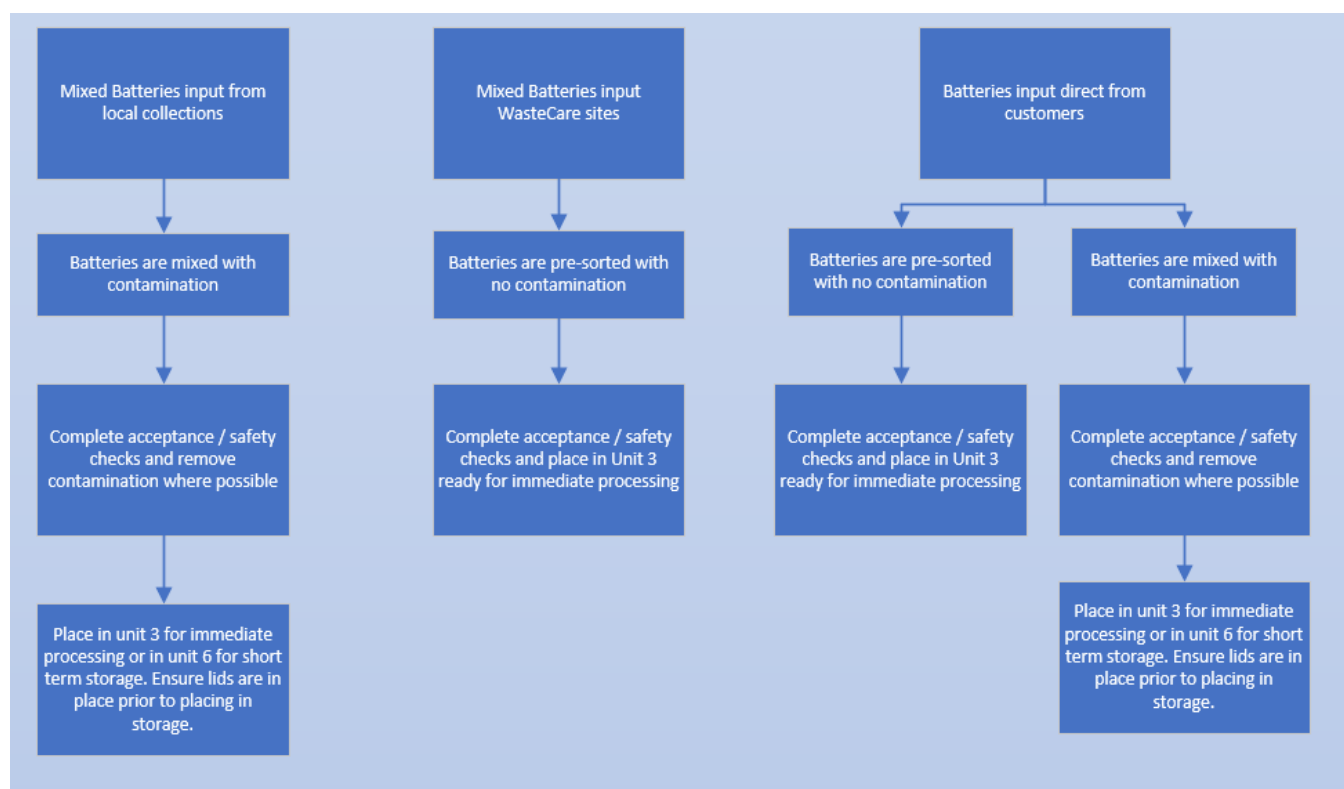 Mixed Batteries input from
local collections
Mixed Batteries input
WasteCare sites
Batteries input direct from
customers
Batteries are mixed with
contamination
Batteries are pre-sorted with
no contamination
Batteries are pre-sorted
with no contamination
Batteries are mixed with
contamination
Complete acceptance / safety
checks and remove
contamination where possible
Complete acceptance / safety
checks and place in Unit 3
ready for immediate processing
Complete acceptance / safety
checks and place in Unit 3
ready for immediate processing
Complete acceptance / safety
checks and remove
contamination where possible
Place in unit 3 for immediate
processing or in unit 6 for short
term storage. Ensure lids are in
place prior to placing in
storage.
Place in unit 3 for immediate
processing or in unit 6 for short
term storage. Ensure lids are in
place prior to placing in
storage.